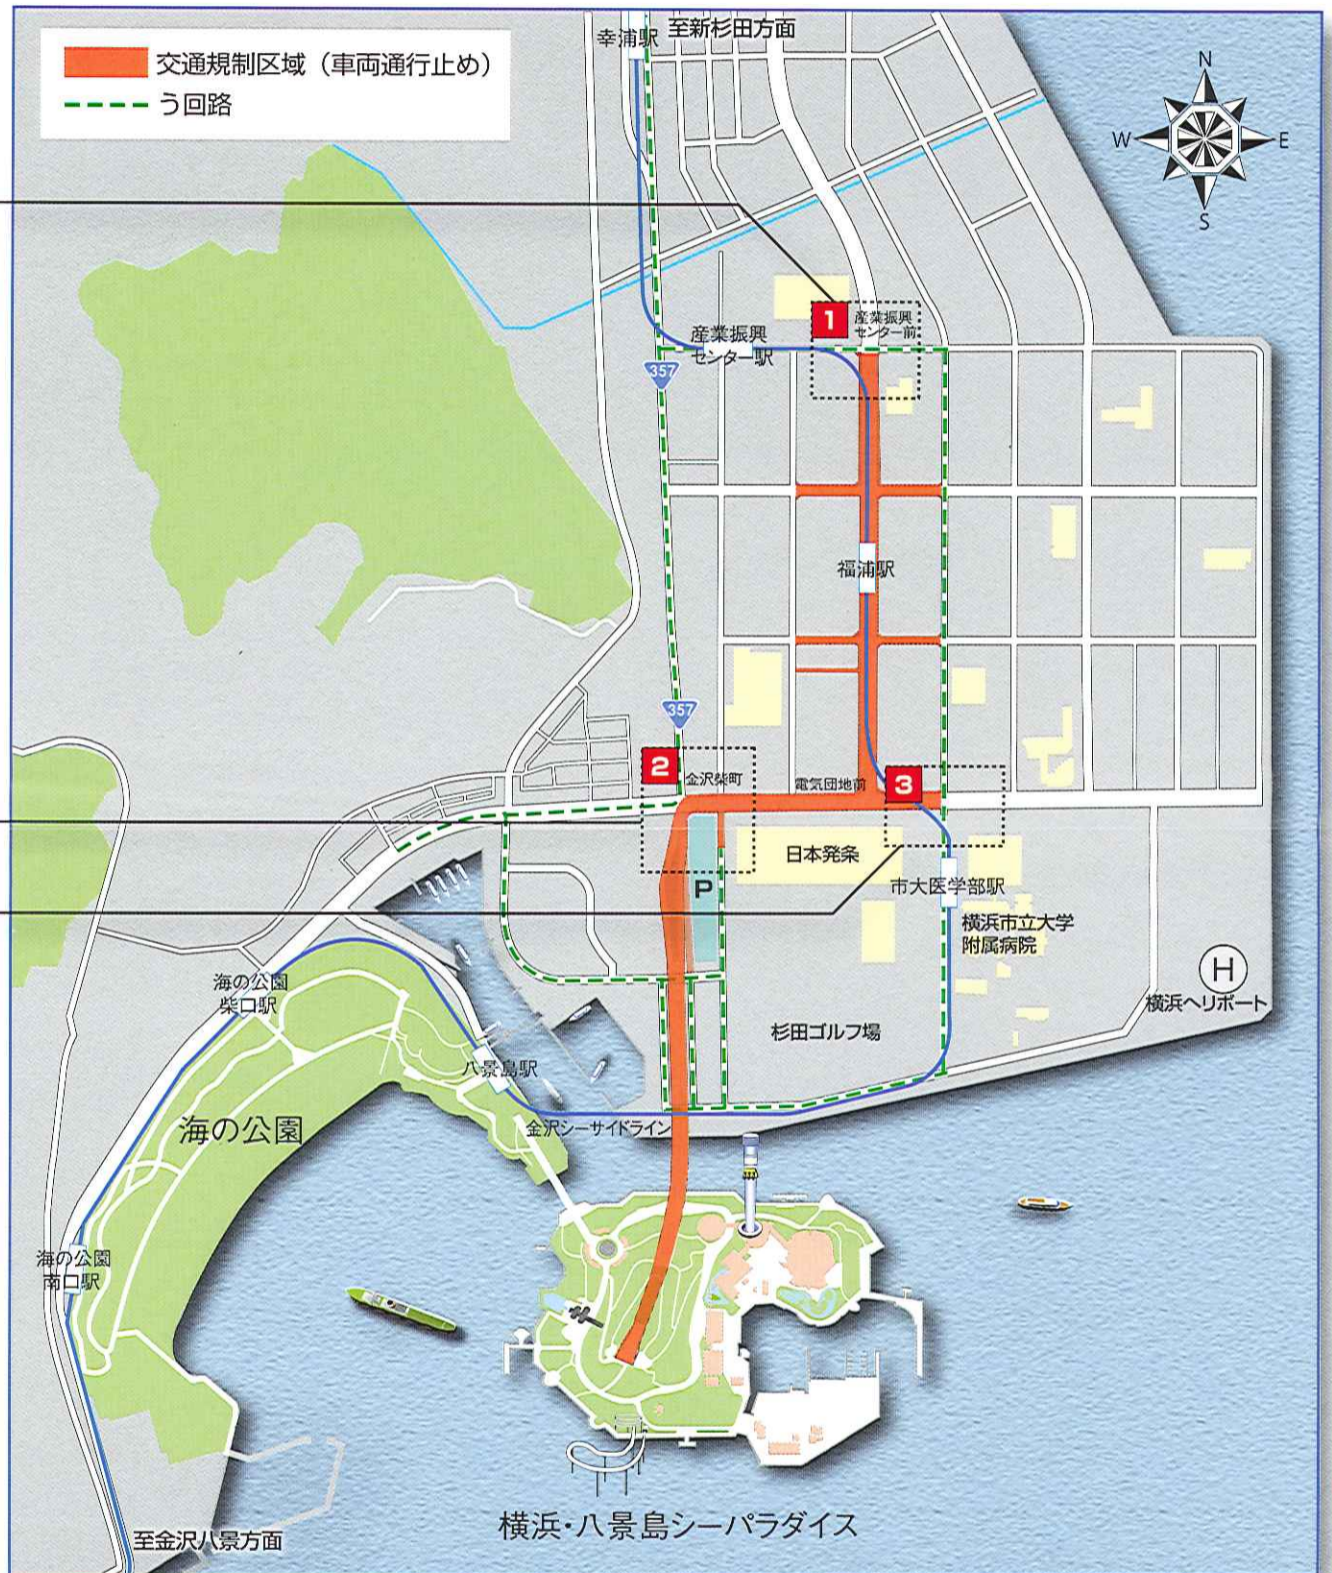 交通規制区域（車両通行止め）
う回路
幸浦駅
至新杉田方面
N
W
E
S
1
産業振興
センター前
産業振興
センター駅
357
福浦駅
357
2
金沢柴町
電気団地前
3
日本発条
P
市大医学部駅
横浜市立大学
附属病院
H
横浜ヘリポート
海の公園
柴口駅
杉田ゴルフ場
八景島駅
海の公園
金沢シーサイドライン
海の公園
南口駅
横浜・八景島シーパラダイス
至金沢八景方面